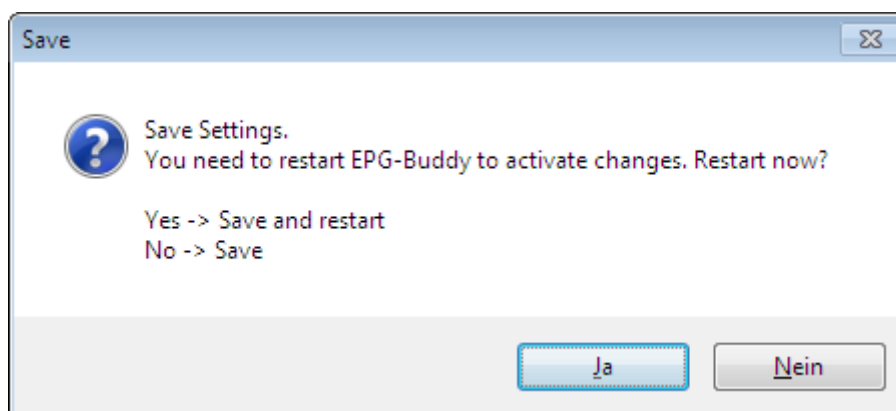 Save
Save Settings.
You need to restart EPG-Buddy to activate changes. Restart now?
Yes -> Save and restart
No -> Save
Ja
Nein